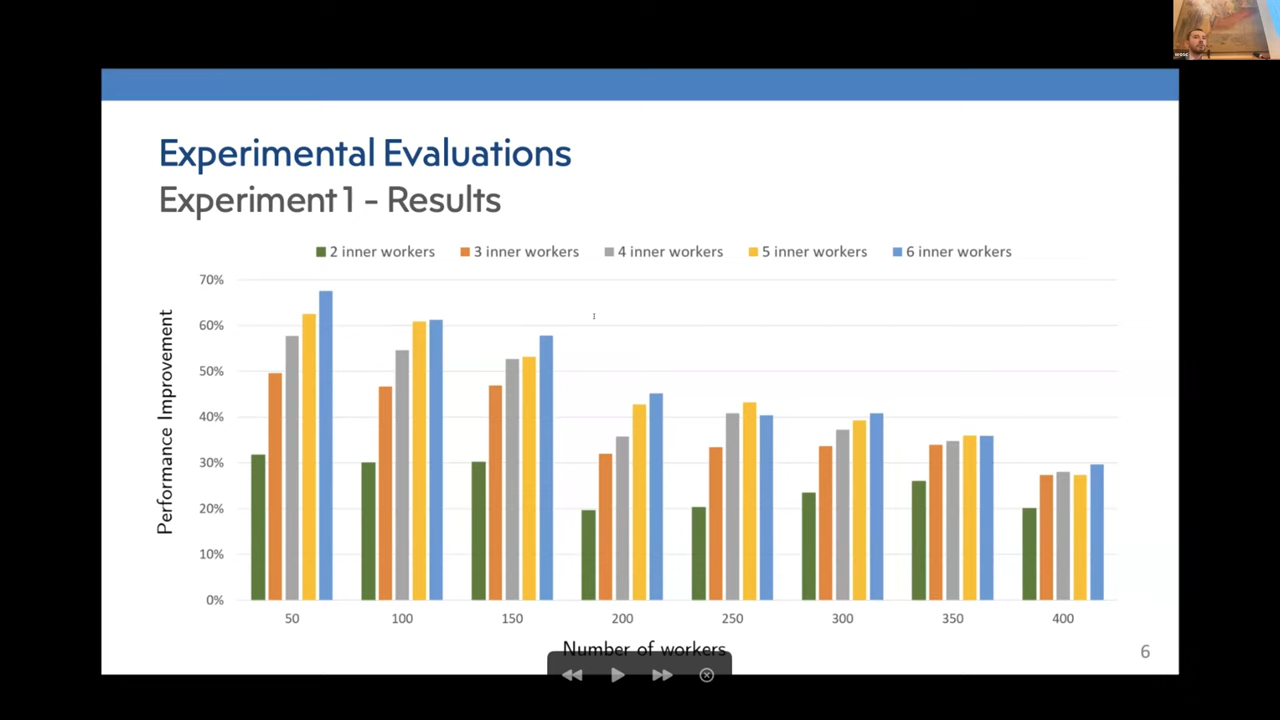 Experimental Evaluations
Experiment 1 - Results
2 inner workers 3 inner workers 4 inner workers 5 inner workers 6 inner workers
Performance Improvement
70%
60%
50%
40%
30%
20%
10%
0%
50 100 150 200 250 300 350 400
Number of workers
6